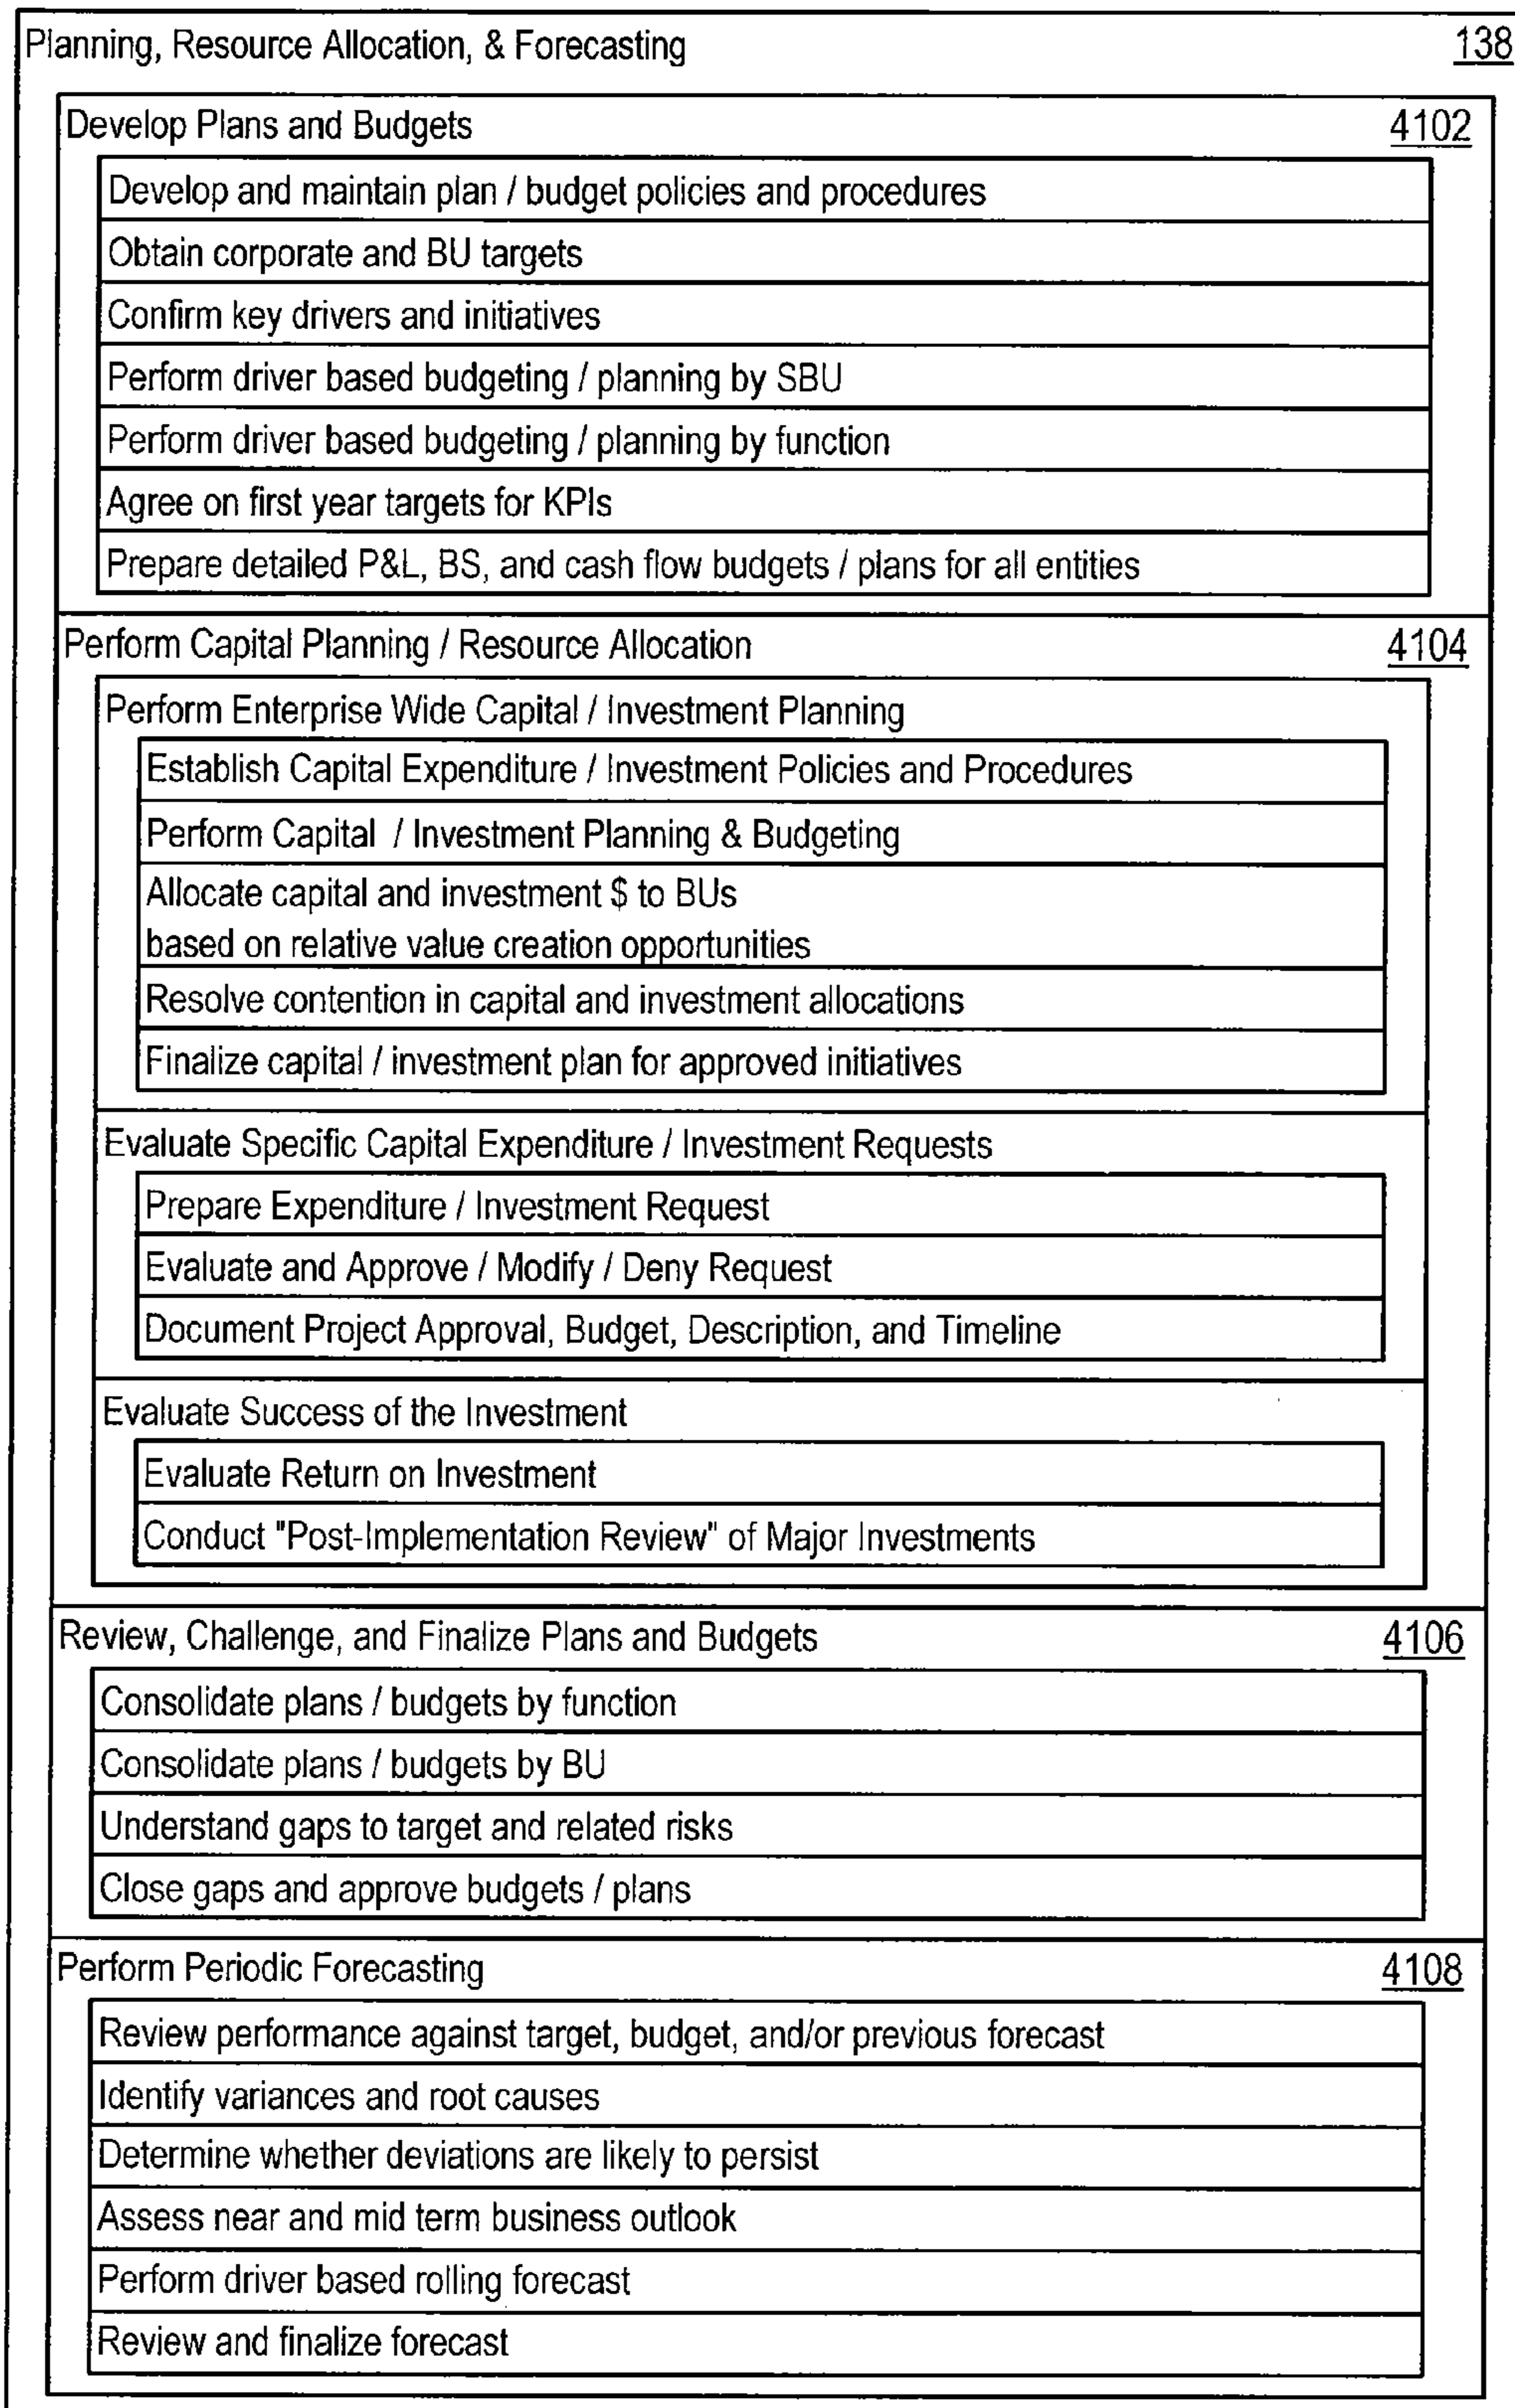 Planning, Resource Allocation, & Forecasting 138
Develop Plans and Budgets 4102
Develop and maintain plan / budget policies and procedures
Obtain corporate and BU targets
Confirm key drivers and initiatives
Perform driver based budgeting / planning by SBU
Perform driver based budgeting / planning by function
Agree on first year targets for KPIs
Prepare detailed P&L, BS, and cash flow budgets / plans for all entities
Perform Capital Planning / Resource Allocation 4104
Perform Enterprise Wide Capital / Investment Planning
Establish Capital Expenditure / Investment Policies and Procedures
Perform Capital / Investment Planning & Budgeting
Allocate capital and investment $ to BUs
based on relative value creation opportunities
Resolve contention in capital and investment allocations
Finalize capital / investment plan for approved initiatives
Evaluate Specific Capital Expenditure / Investment Requests
Prepare Expenditure / Investment Request
Evaluate and Approve / Modify / Deny Request
Document Project Approval, Budget, Description, and Timeline
Evaluate Success of the Investment
Evaluate Return on Investment
Conduct "Post-Implementation Review" of Major Investments
Review, Challenge, and Finalize Plans and Budgets 4106
Consolidate plans / budgets by function
Consolidate plans / budgets by BU
Understand gaps to target and related risks
Close gaps and approve budgets / plans
Perform Periodic Forecasting 4108
Review performance against target, budget, and/or previous forecast
Identify variances and root causes
Determine whether deviations are likely to persist
Assess near and mid term business outlook
Perform driver based rolling forecast
Review and finalize forecast